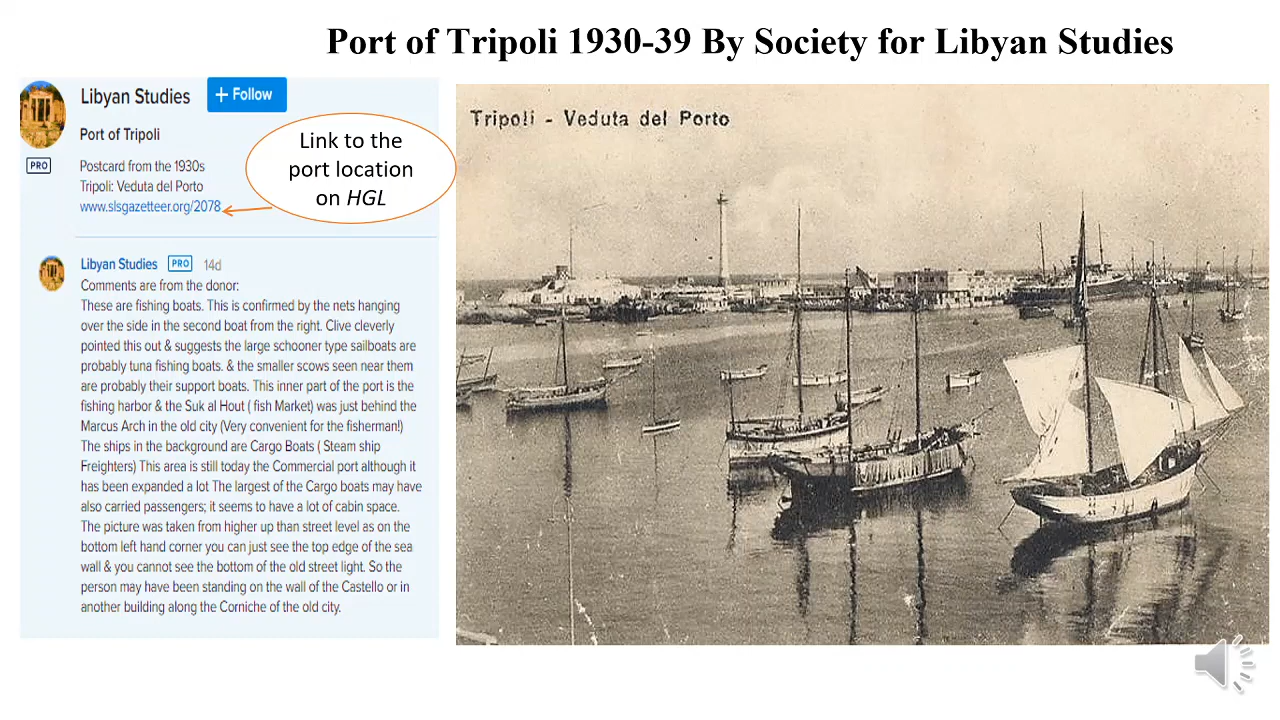 Port of Tripoli 1930-39 By Society for Libyan Studies
Libyan Studies
+ Follow
Port of Tripoli
PRO
Postcard from the 1930s
Tripoli: Veduta del Porto
www.slsgazetteer.org/2078
Link to the
port location
on HGL
Libyan Studies PRO 14d
Comments are from the donor:
These are fishing boats. This is confirmed by the nets hanging
over the side in the second boat from the right. Clive cleverly
pointed this out & suggests the large schooner type sailboats are
probably tuna fishing boats. & the smaller scows seen near them
are probably their support boats. This inner part of the port is the
fishing harbor & the Suk al Hout ( fish Market) was just behind the
Marcus Arch in the old city (Very convenient for the fisherman!)
The ships in the background are Cargo Boats ( Steam ship
Freighters) This area is still today the Commercial port although it
has been expanded a lot The largest of the Cargo boats may have
also carried passengers; it seems to have a lot of cabin space.
The picture was taken from higher up than street level as on the
bottom left hand corner you can just see the top edge of the sea
wall & you cannot see the bottom of the old street light. So the
person may have been standing on the wall of the Castello or in
another building along the Corniche of the old city.
Tripoli - Veduta del Porto